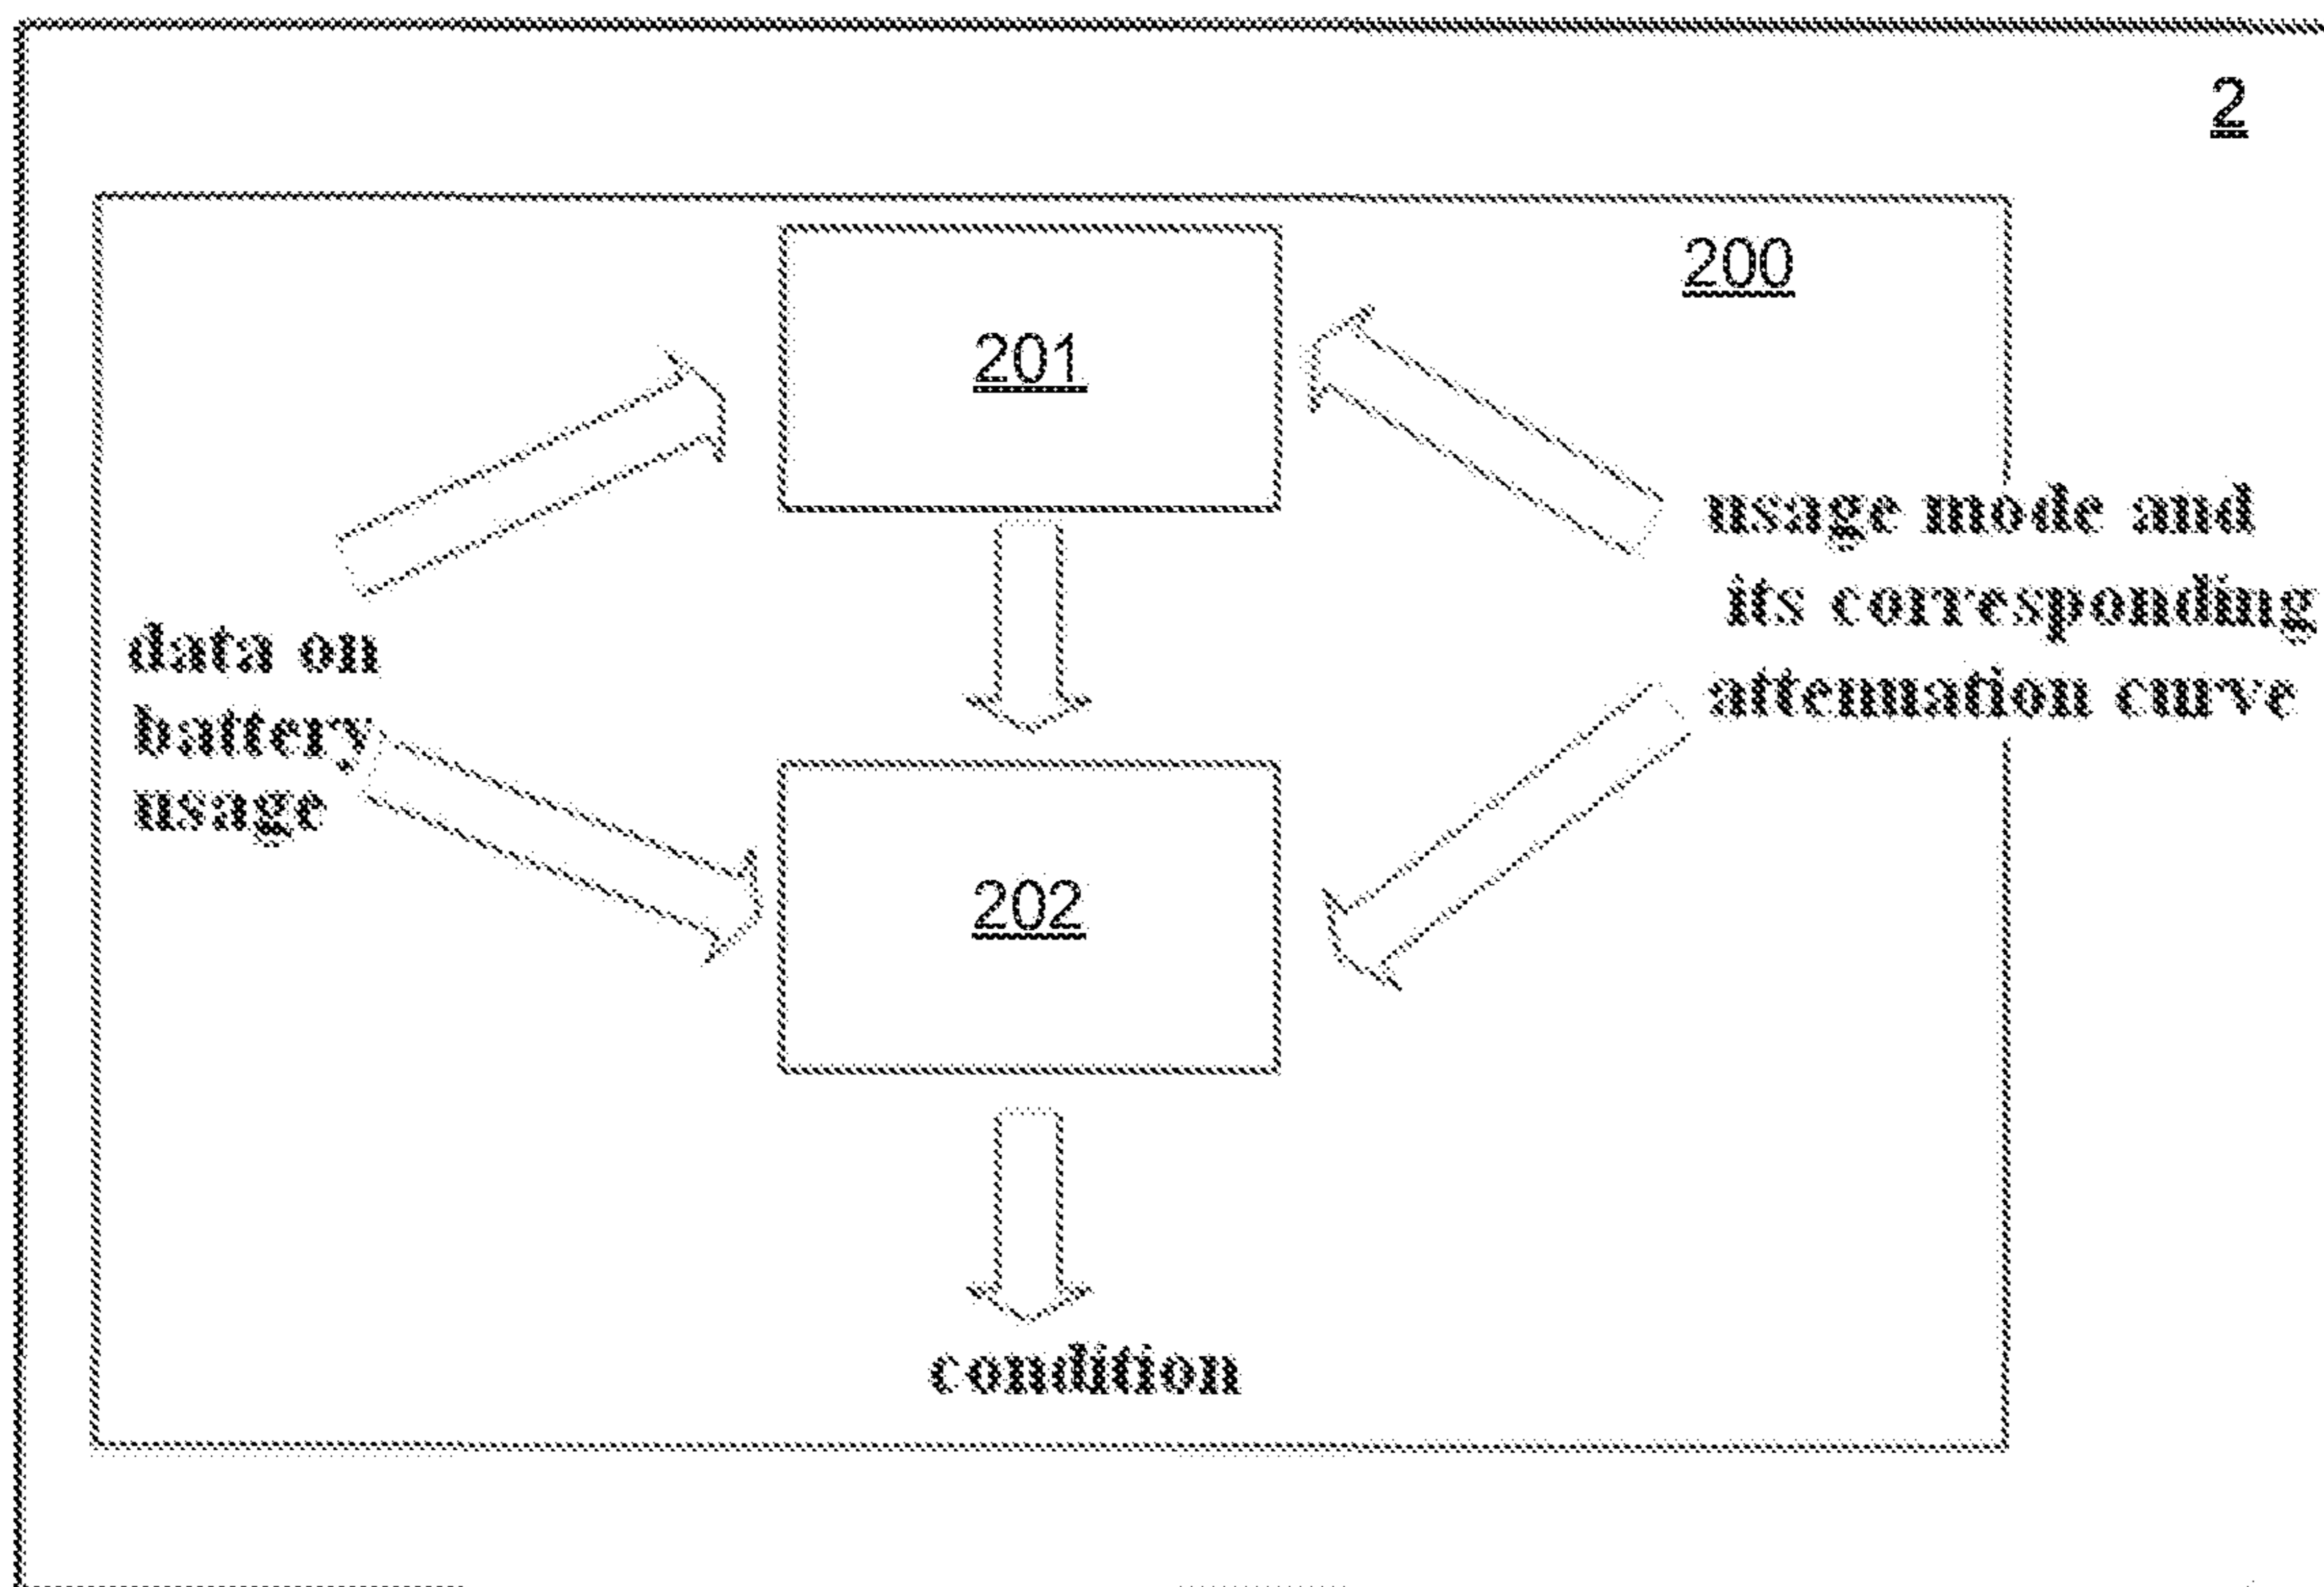 2
200
201
usage mode and
its corresponding
attenuation curve
data on
battery
usage
202
condition